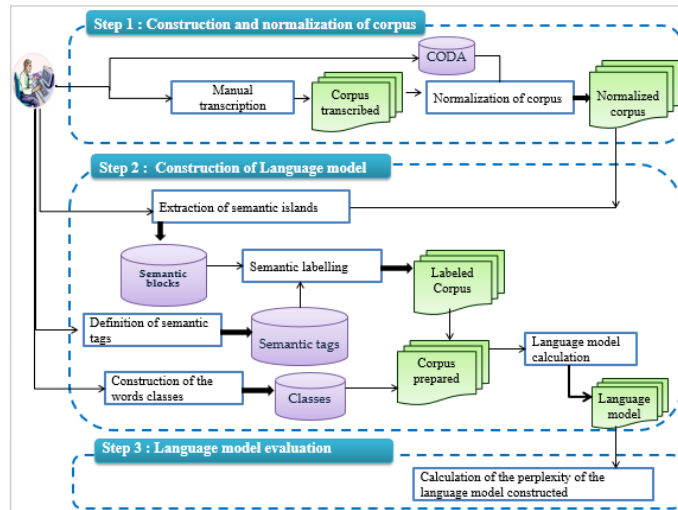 Step 1 : Construction and normalization of corpus
CODA
Manual
transcription
Corpus
transcribed
Normalization of corpus
Normalized
corpus
Step 2 :  Construction of Language model
Extraction of semantic islands
Semantic
blocks
Semantic labelling
Labeled
Corpus
Definition of semantic
tags
Semantic tags
Language model
calculation
Corpus
prepared
Construction of the
words classes
Classes
Language
model
Step 3 : Language model evaluation
Calculation of the perplexity of the
language model constructed